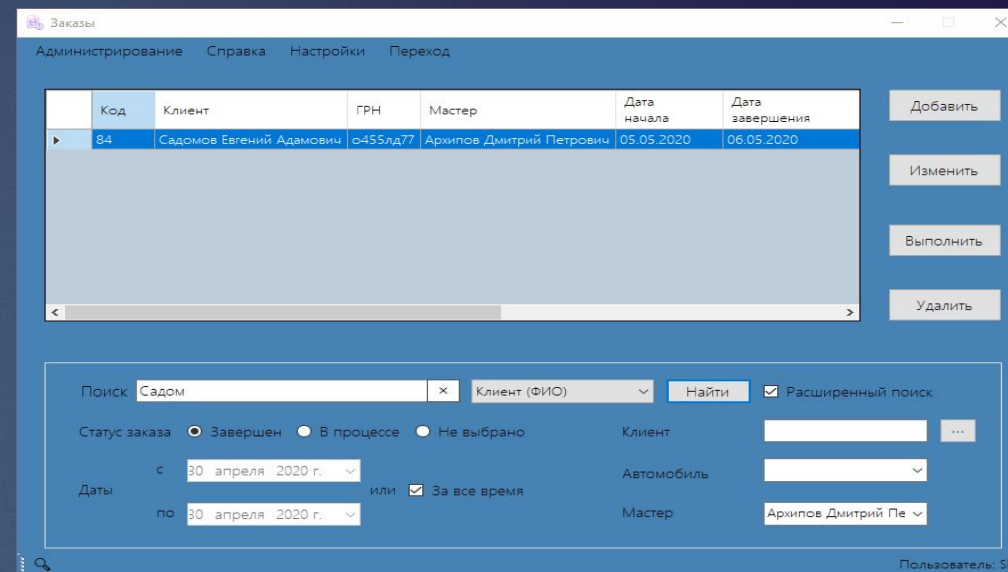 Заказы
Администрирование Справка Настройки Переход
Код Клиент ГРН Мастер Дата начала Дата завершения
84 Садомов Евгений Адамович о455лд77 Архипов Дмитрий Петрович 05.05.2020 06.05.2020
Добавить
Изменить
Выполнить
Удалить
Поиск Садом × Клиент (ФИО) Найти Расширенный поиск
Статус заказа Завершен В процессе Не выбрано Клиент ...
с 30 апреля 2020 г.
Даты или За все время Автомобиль
по 30 апреля 2020 г. Мастер Архипов Дмитрий Пе
Пользователь: